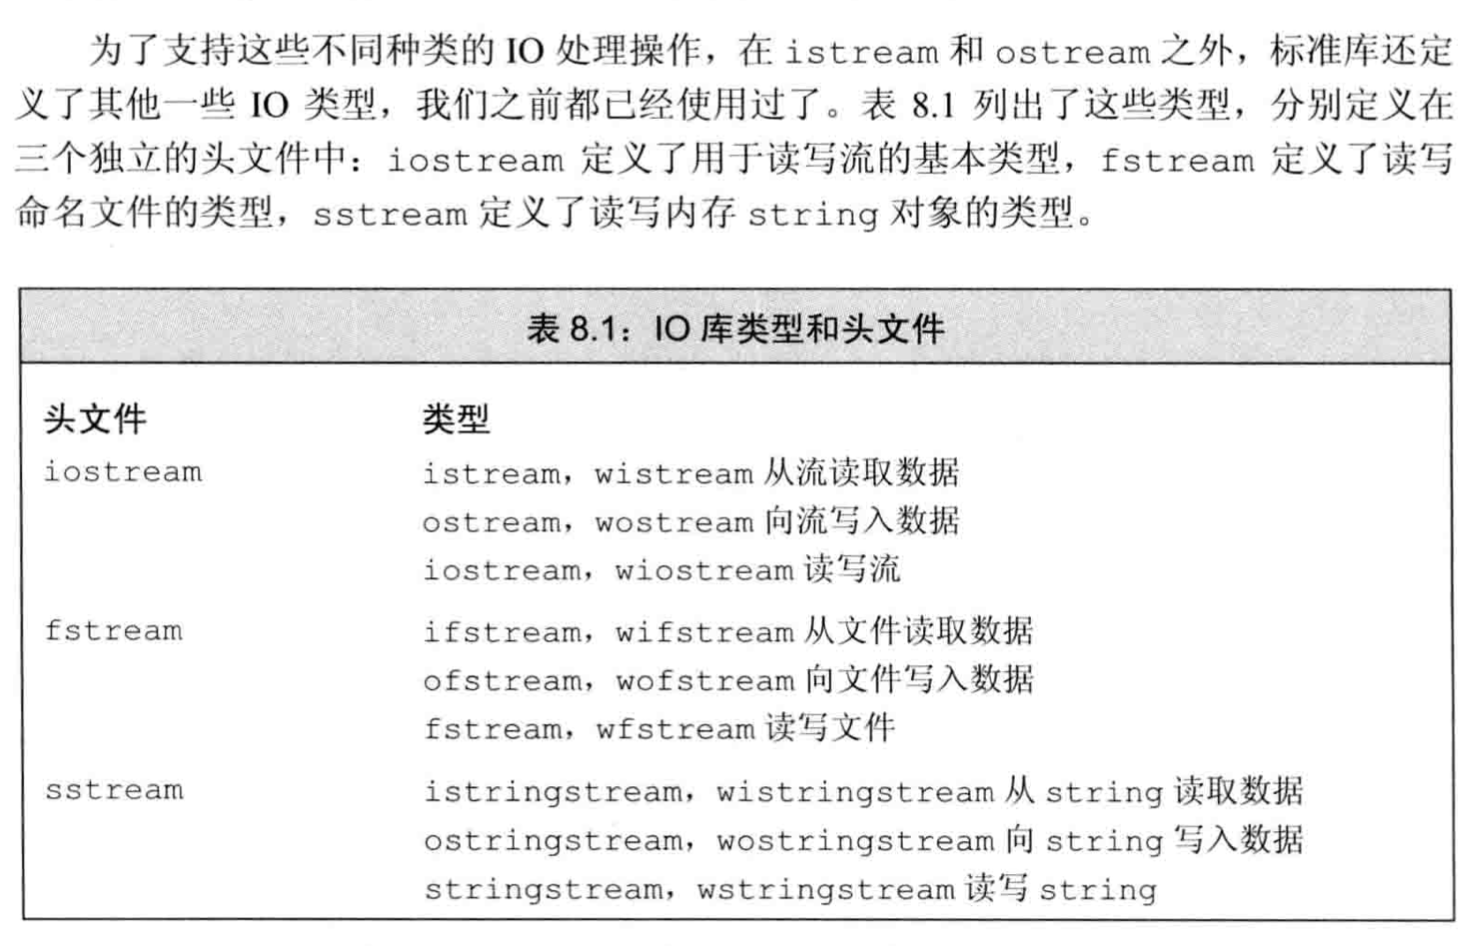 为了支持这些不同种类的 IO 处理操作，在 istream 和 ostream 之外，标准库还定
义了其他一些 IO 类型，我们之前都已经使用过了。表 8.1 列出了这些类型，分别定义在
三个独立的头文件中：iostream 定义了用于读写流的基本类型，fstream 定义了读写
命名文件的类型，sstream 定义了读写内存 string 对象的类型。
表 8.1：IO 库类型和头文件
头文件 类型
iostream istream，wistream 从流读取数据
ostream，wostream 向流写入数据
iostream，wiostream 读写流
fstream ifstream，wifstream 从文件读取数据
ofstream，wofstream 向文件写入数据
fstream，wfstream 读写文件
sstream istringstream，wistringstream 从 string 读取数据
ostringstream，wostringstream 向 string 写入数据
stringstream，wstringstream 读写 string